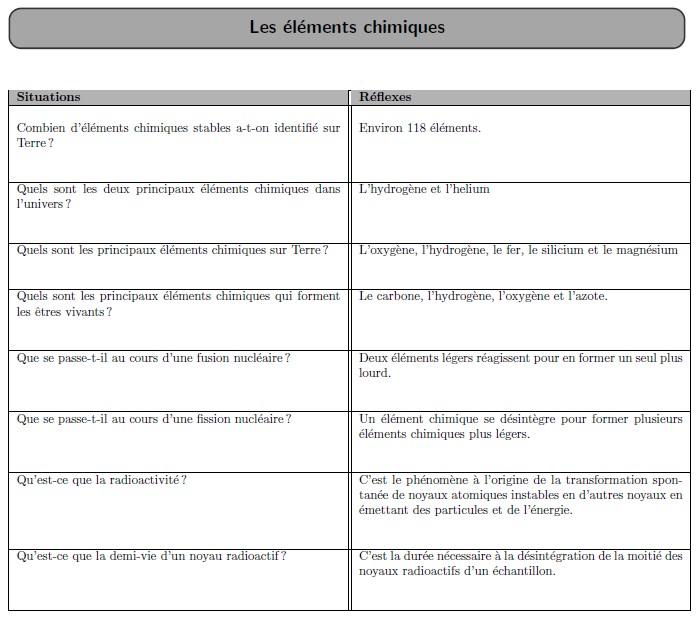 Les éléments chimiques
Situations
Réflexes
Combien d'éléments chimiques stables a-t-on identifié sur
Terre ?
Environ 118 éléments.
Quels sont les deux principaux éléments chimiques dans
l'univers ?
L'hydrogène et l'helium
Quels sont les principaux éléments chimiques sur Terre ?
L'oxygène, l'hydrogène, le fer, le silicium et le magnésium
Quels sont les principaux éléments chimiques qui forment
les êtres vivants ?
Le carbone, l'hydrogène, l'oxygène et l'azote.
Que se passe-t-il au cours d'une fusion nucléaire ?
Deux éléments légers réagissent pour en former un seul plus
lourd.
Que se passe-t-il au cours d'une fission nucléaire ?
Un élément chimique se désintègre pour former plusieurs
éléments chimiques plus légers.
Qu'est-ce que la radioactivité ?
C'est le phénomène à l'origine de la transformation spon-
tanée de noyaux atomiques instables en d'autres noyaux en
émettant des particules et de l'énergie.
Qu'est-ce que la demi-vie d'un noyau radioactif ?
C'est la durée nécessaire à la désintégration de la moitié des
noyaux radioactifs d'un échantillon.